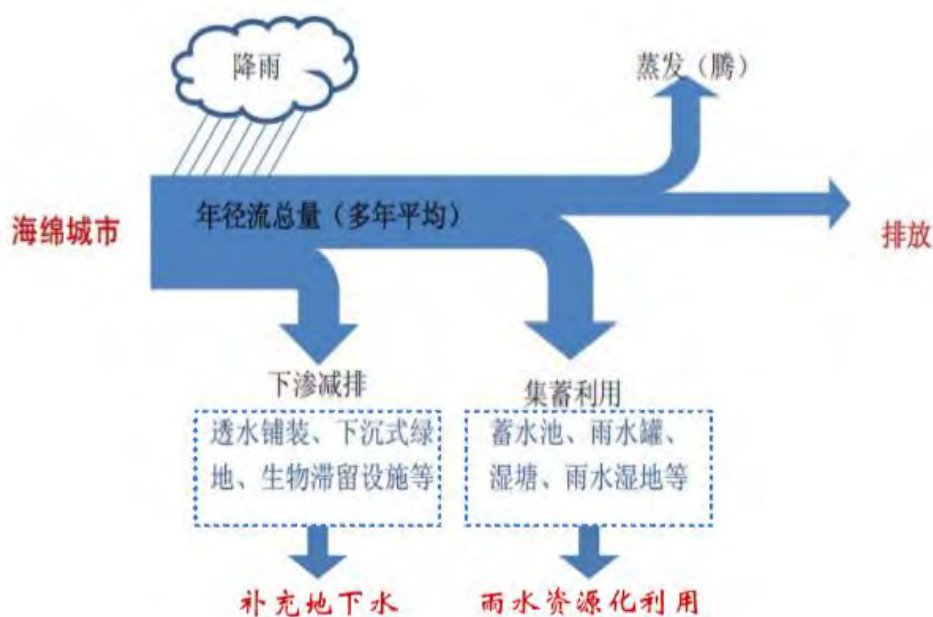 降雨
蒸发（腾）
海绵城市
年径流总量（多年平均）
排放
下渗减排
透水铺装、下沉式绿
地、生物滞留设施等
补充地下水
集蓄利用
蓄水池、雨水罐、
湿塘、雨水湿地等
雨水资源化利用